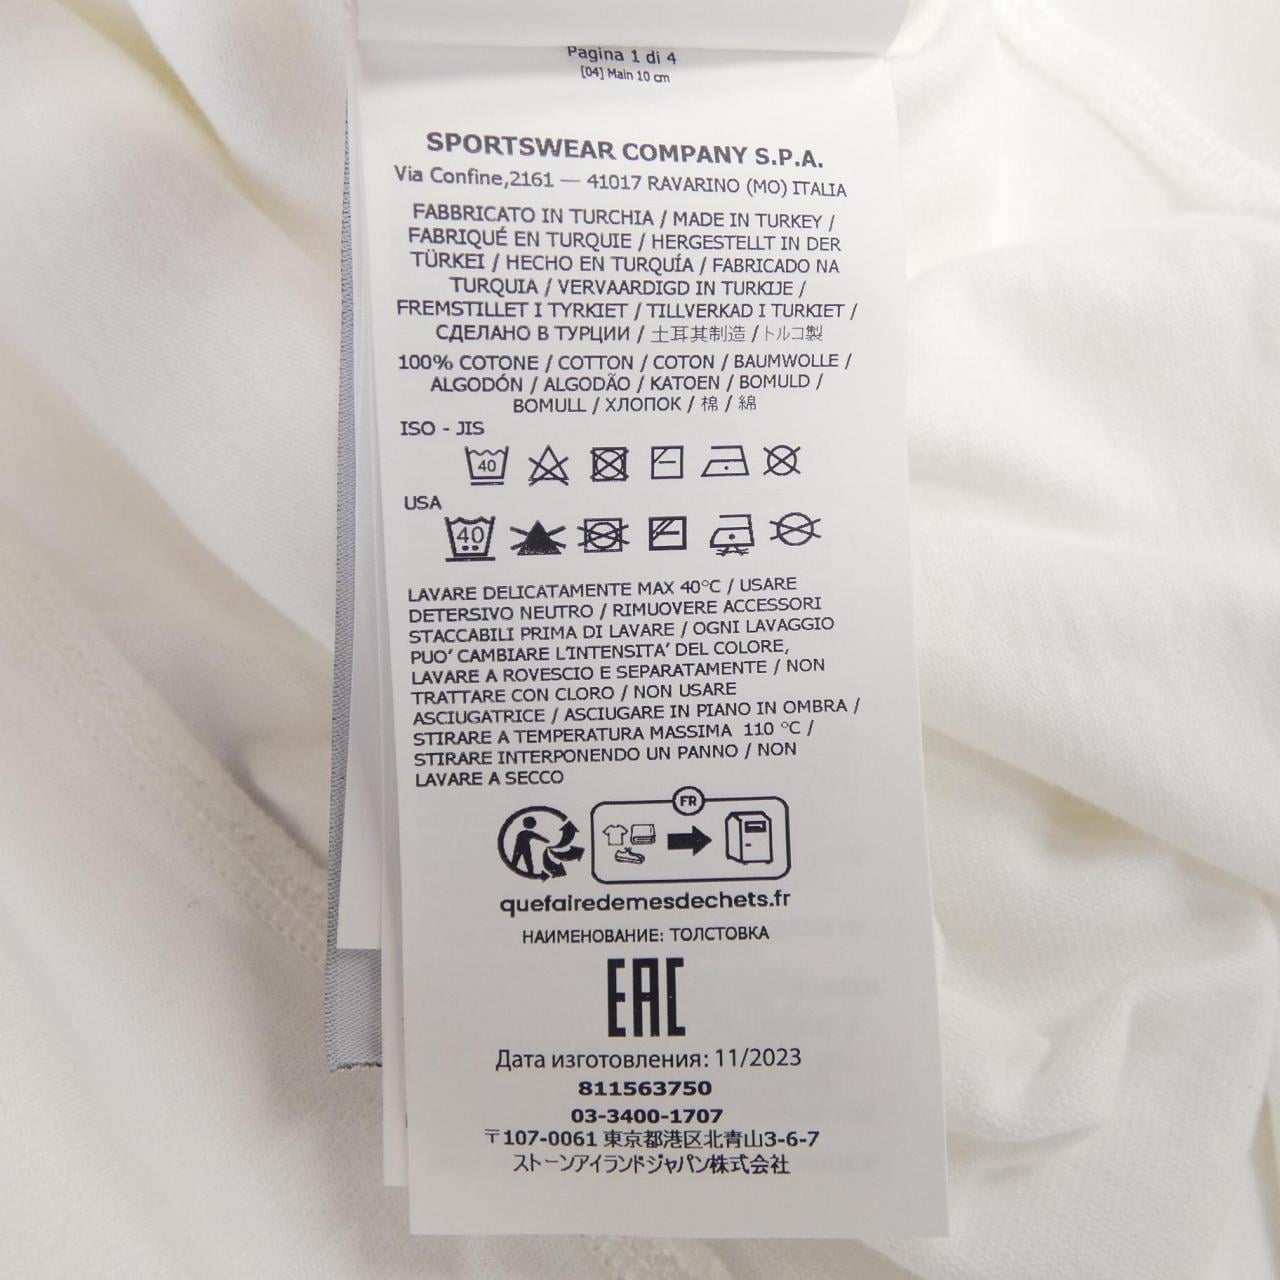 Pagina 1 di 4
[04] Main 10 cm
SPORTSWEAR COMPANY S.P.A.
Via Confine,2161 — 41017 RAVARINO (MO) ITALIA
FABBRICATO IN TURCHIA / MADE IN TURKEY /
FABRIQUÉ EN TURQUIE / HERGESTELLT IN DER
TÜRKEI / HECHO EN TURQUÍA / FABRICADO NA
TURQUIA / VERVAARDIGD IN TURKIJE /
FREMSTILLET I TYRKIET / TILLVERKAD I TURKIET /
СДЕЛАНО В ТУРЦИИ / 土耳其制造 / トルコ製
100% COTONE / COTTON / COTON / BAUMWOLLE /
ALGODÓN / ALGODÃO / KATOEN / BOMULD /
BOMULL / ХЛОПОК / 棉 / 綿
ISO - JIS
40
USA
40
LAVARE DELICATAMENTE MAX 40°C / USARE
DETERSIVO NEUTRO / RIMUOVERE ACCESSORI
STACCABILI PRIMA DI LAVARE / OGNI LAVAGGIO
PUO’ CAMBIARE L’INTENSITA’ DEL COLORE,
LAVARE A ROVESCIO E SEPARATAMENTE / NON
TRATTARE CON CLORO / NON USARE
ASCIUGATRICE / ASCIUGARE IN PIANO IN OMBRA /
STIRARE A TEMPERATURA MASSIMA 110 °C /
STIRARE INTERPONENDO UN PANNO / NON
LAVARE A SECCO
FR
quefairedemesdechets.fr
НАИМЕНОВАНИЕ: ТОЛСТОВКА
EAC
Дата изготовления: 11/2023
811563750
03-3400-1707
〒107-0061 東京都港区北青山3-6-7
ストーンアイランドジャパン株式会社